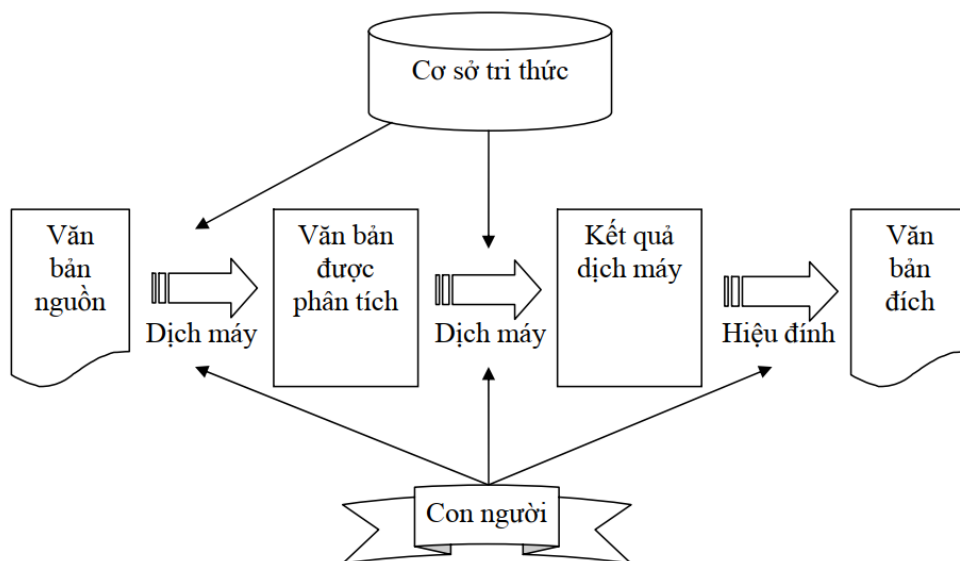 Cơ sở tri thức
Văn
bản
nguồn
Dịch máy
Văn bản
được
phân tích
Dịch máy
Kết quả
dịch máy
Hiệu đính
Văn
bản
đích
Con người